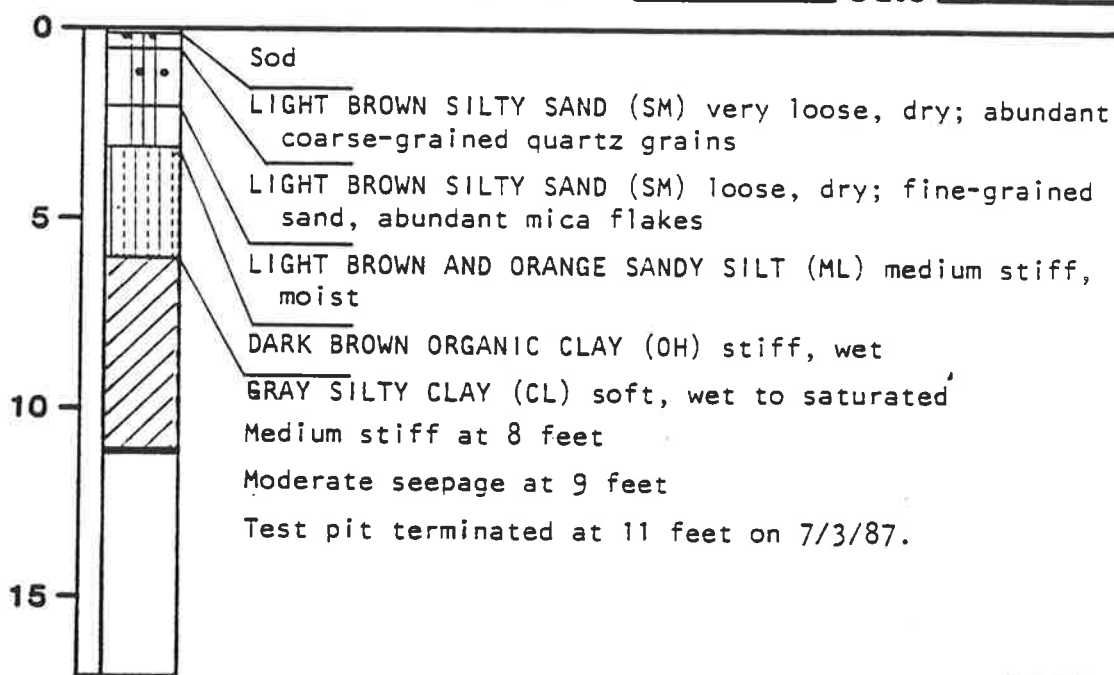 0
Sod
LIGHT BROWN SILTY SAND (SM) very loose, dry; abundant
coarse-grained quartz grains
LIGHT BROWN SILTY SAND (SM) loose, dry; fine-grained
sand, abundant mica flakes
5
LIGHT BROWN AND ORANGE SANDY SILT (ML) medium stiff,
moist
DARK BROWN ORGANIC CLAY (OH) stiff, wet
GRAY SILTY CLAY (CL) soft, wet to saturated
10
Medium stiff at 8 feet
Moderate seepage at 9 feet
Test pit terminated at 11 feet on 7/3/87.
15